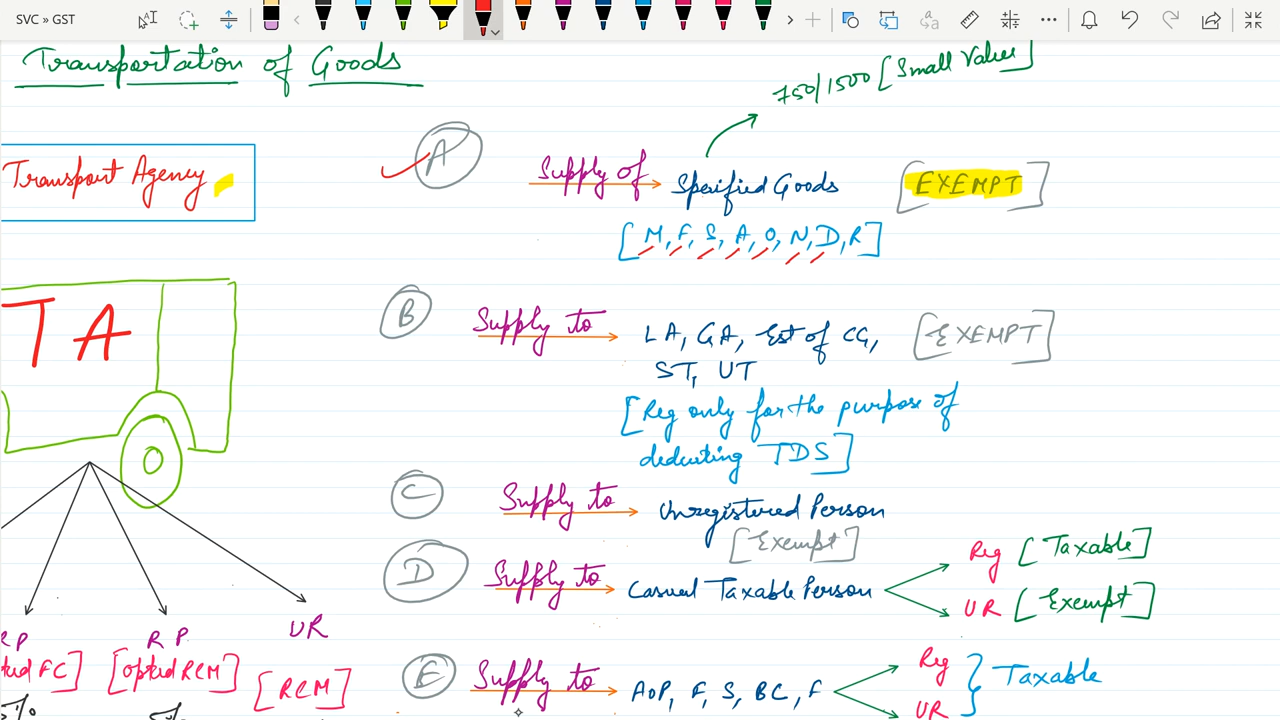 SVC » GST
Transportation of Goods
750/1500 [Small Value]
Transport Agency
A Supply of Specified Goods [EXEMPT]
[M, F, S, A, O, N, D, R]
T A
B Supply to LA, GA, Est of CG, [EXEMPT]
ST, UT
[Reg only for the purpose of
deducting TDS]
C Supply to Unregistered Person
[Exempt]
D Supply to Casual Taxable Person
Reg [Taxable]
UR [Exempt]
RP
RP
UR
FC]
[opted RCM]
[RCM]
E Supply to AOP, F, S, BC, F
Reg
UR
Taxable
%
%